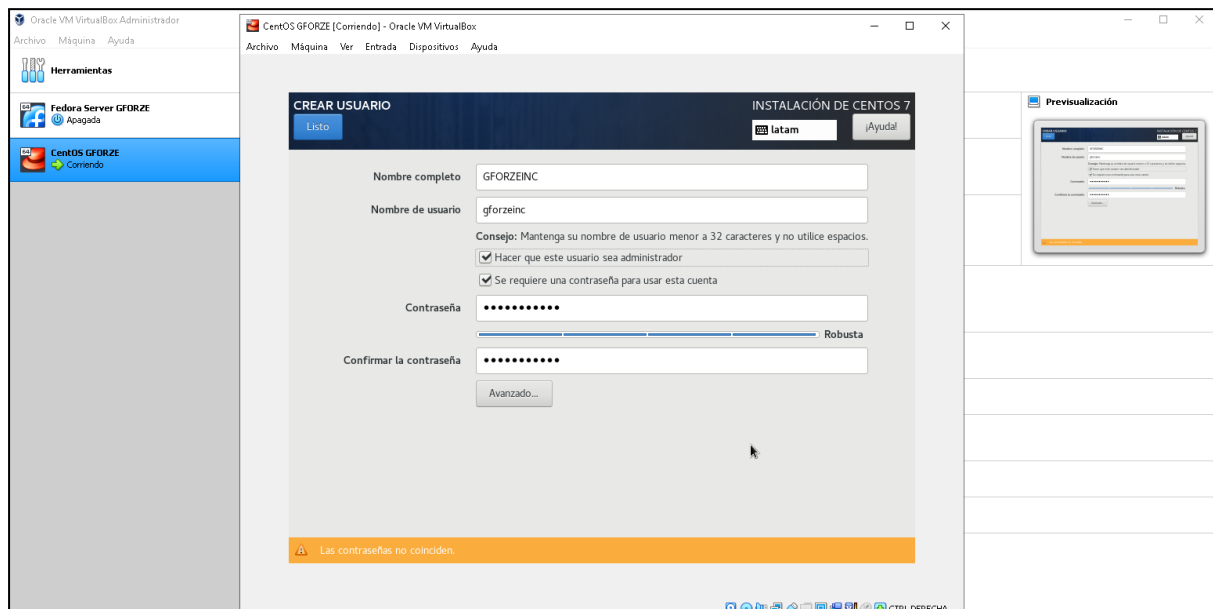 Oracle VM VirtualBox Administrador
Archivo Máquina Ayuda
Herramientas
64
Fedora Server GFORZE
Apagada
64
CentOS GFORZE
Corriendo
CentOS GFORZE [Corriendo] - Oracle VM VirtualBox
Archivo Máquina Ver Entrada Dispositivos Ayuda
CREAR USUARIO
INSTALACIÓN DE CENTOS 7
Listo
latam
¡Ayuda!
Nombre completo
GFORZEINC
Nombre de usuario
gforzeinc
Consejo: Mantenga su nombre de usuario menor a 32 caracteres y no utilice espacios.
Hacer que este usuario sea administrador
Se requiere una contraseña para usar esta cuenta
Contraseña
•••••••••••
Robusta
Confirmar la contraseña
•••••••••••
Avanzado...
Las contraseñas no coinciden.
CTRL DERECHA
Previsualización